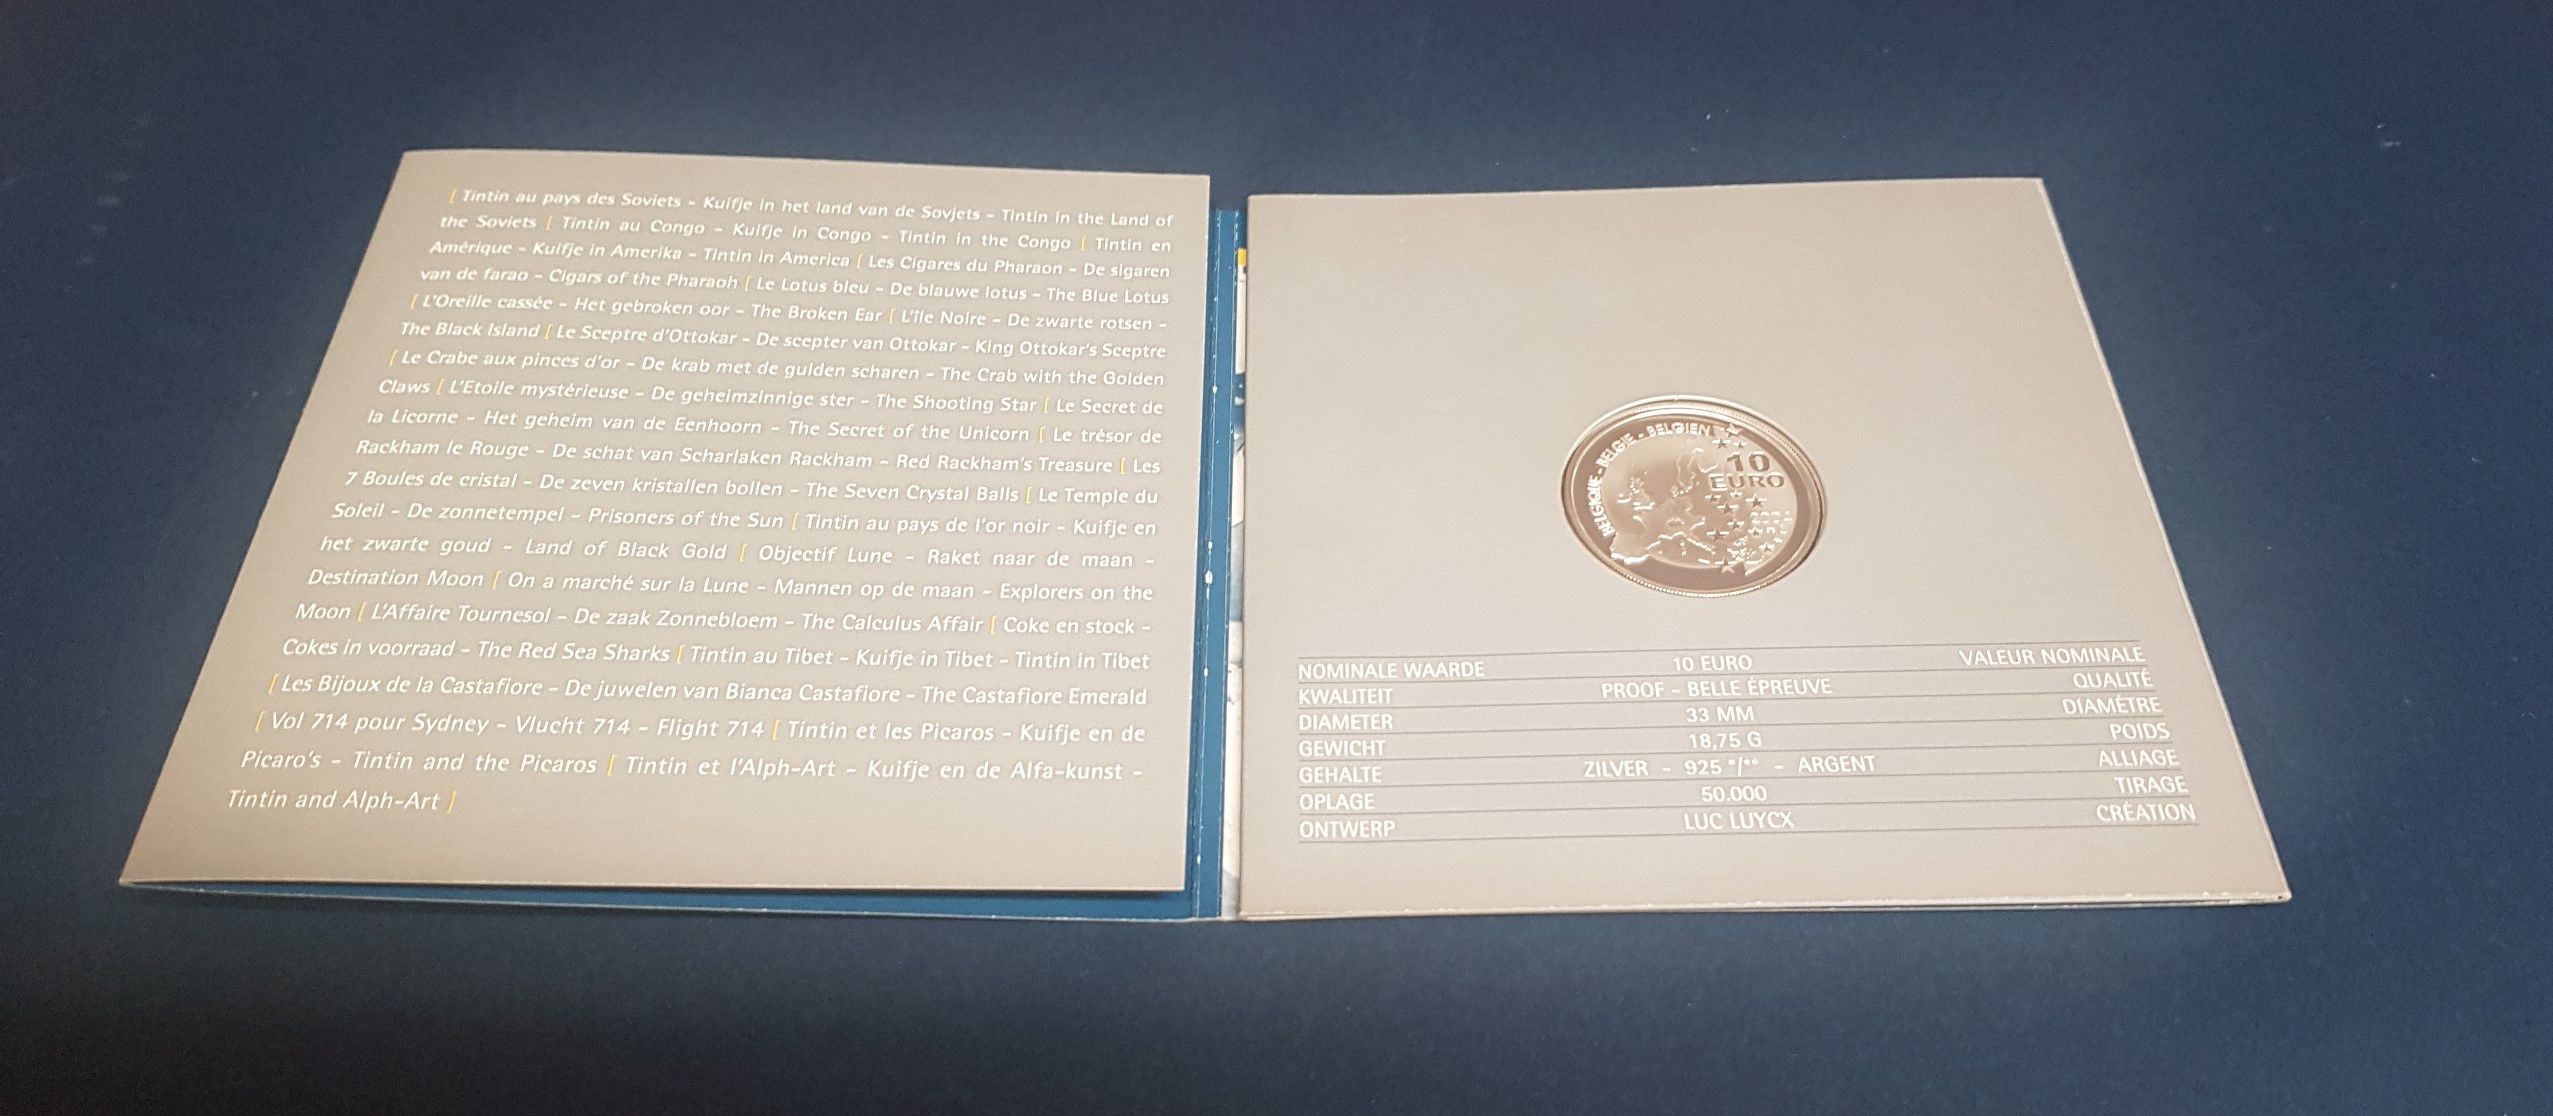 [ Tintin au pays des Soviets - Kuifje in het land van de Sovjets - Tintin in the Land of
the Soviets [ Tintin au Congo - Kuifje in Congo - Tintin in the Congo [ Tintin en
Amérique - Kuifje in Amerika - Tintin in America [ Les Cigares du Pharaon - De sigaren
van de farao - Cigars of the Pharaoh [ Le Lotus bleu - De blauwe lotus - The Blue Lotus
[ L'Oreille cassée - Het gebroken oor - The Broken Ear [ L'île Noire - De zwarte rotsen -
The Black Island [ Le Sceptre d'Ottokar - De scepter van Ottokar - King Ottokar's Sceptre
[ Le Crabe aux pinces d'or - De krab met de gulden scharen - The Crab with the Golden
Claws [ L'Etoile mystérieuse - De geheimzinnige ster - The Shooting Star [ Le Secret de
la Licorne - Het geheim van de Eenhoorn - The Secret of the Unicorn [ Le trésor de
Rackham le Rouge - De schat van Scharlaken Rackham - Red Rackham's Treasure [ Les
7 Boules de cristal - De zeven kristallen bollen - The Seven Crystal Balls [ Le Temple du
Soleil - De zonnetempel - Prisoners of the Sun [ Tintin au pays de l'or noir - Kuifje en
het zwarte goud - Land of Black Gold [ Objectif Lune - Raket naar de maan -
Destination Moon [ On a marché sur la Lune - Mannen op de maan - Explorers on the
Moon [ L'Affaire Tournesol - De zaak Zonnebloem - The Calculus Affair [ Coke en stock -
Cokes in voorraad - The Red Sea Sharks [ Tintin au Tibet - Kuifje in Tibet - Tintin in Tibet
[ Les Bijoux de la Castafiore - De juwelen van Bianca Castafiore - The Castafiore Emerald
[ Vol 714 pour Sydney - Vlucht 714 - Flight 714 [ Tintin et les Picaros - Kuifje en de
Picaro's - Tintin and the Picaros [ Tintin et l'Alph-Art - Kuifje en de Alfa-kunst -
Tintin and Alph-Art ]
BELGIQUE - BELGIE - BELGIEN
10
EURO
NOMINALE WAARDE 10 EURO VALEUR NOMINALE
KWALITEIT PROOF - BELLE ÉPREUVE QUALITÉ
DIAMETER 33 MM DIAMÈTRE
GEWICHT 18,75 G POIDS
GEHALTE ZILVER - 925 °/°° - ARGENT ALLIAGE
OPLAGE 50.000 TIRAGE
ONTWERP LUC LUYCX CRÉATION